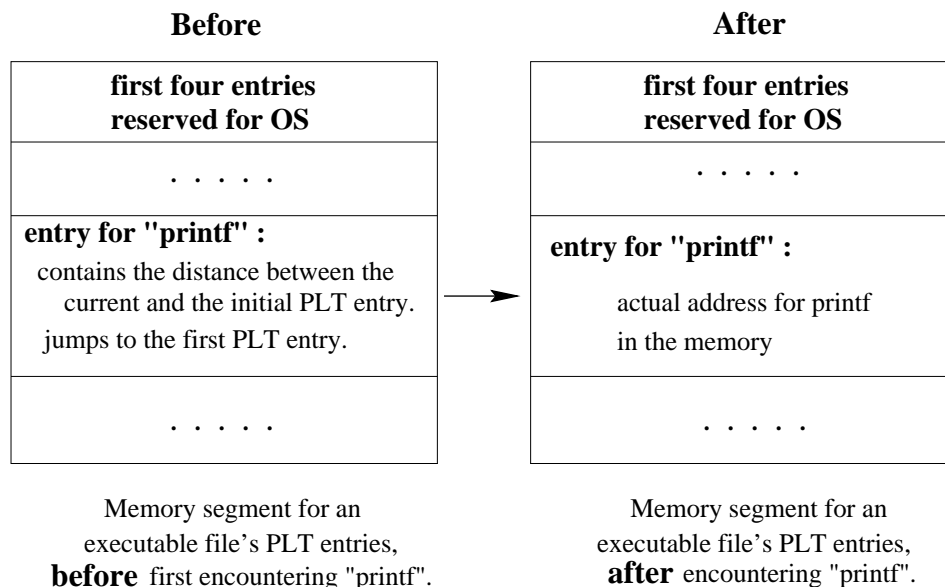 Before
first four entries
reserved for OS
. . . . .
entry for "printf" :
contains the distance between the
current and the initial PLT entry.
jumps to the first PLT entry.
. . . . .
Memory segment for an
executable file's PLT entries,
before first encountering "printf".
After
first four entries
reserved for OS
. . . . .
entry for "printf" :
actual address for printf
in the memory
. . . . .
Memory segment for an
executable file's PLT entries,
after encountering "printf".